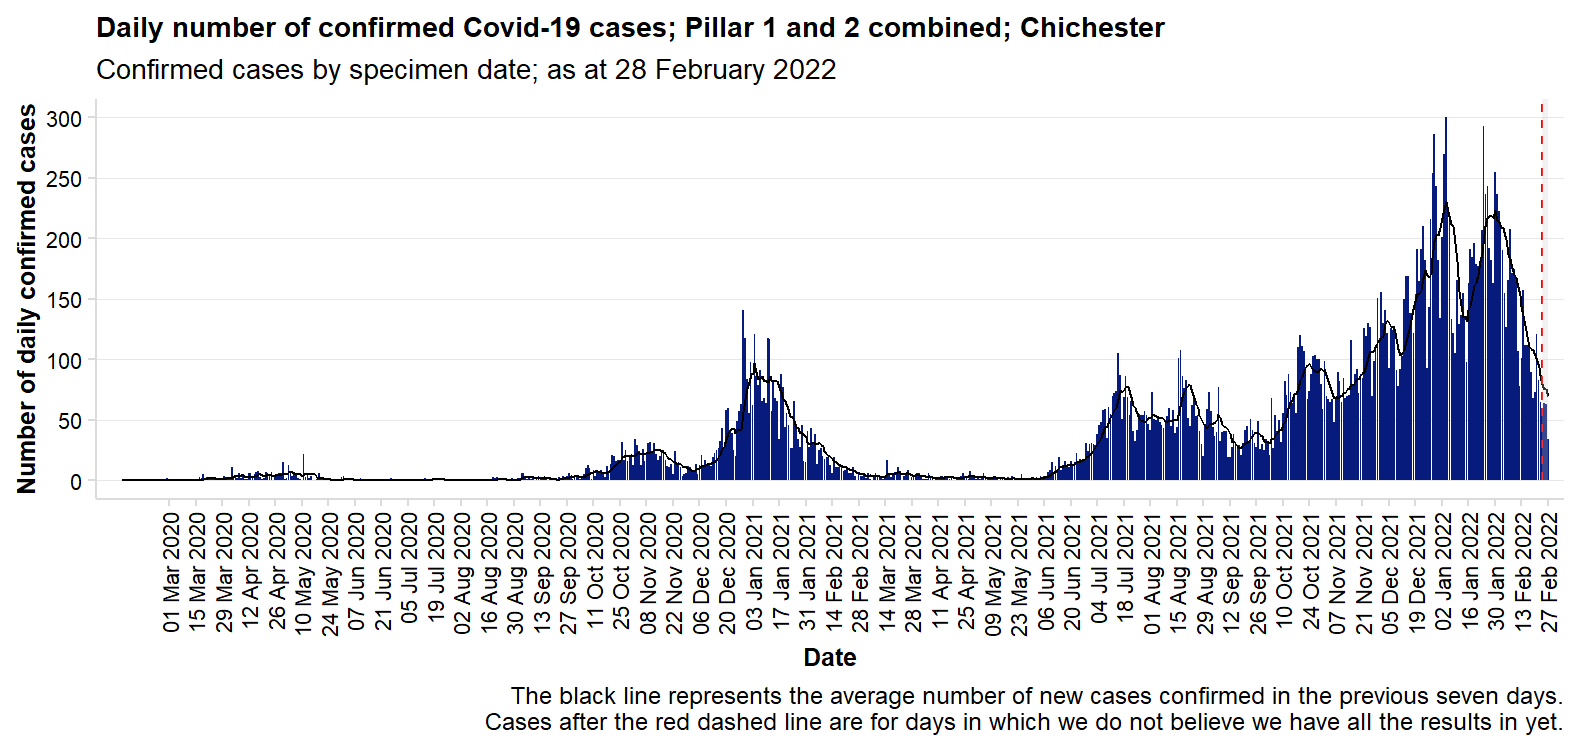 Daily number of confirmed Covid-19 cases; Pillar 1 and 2 combined; Chichester
Confirmed cases by specimen date; as at 28 February 2022
Number of daily confirmed cases
300
250
200
150
100
50
0
01 Mar 2020
15 Mar 2020
29 Mar 2020
12 Apr 2020
26 Apr 2020
10 May 2020
24 May 2020
07 Jun 2020
21 Jun 2020
05 Jul 2020
19 Jul 2020
02 Aug 2020
16 Aug 2020
30 Aug 2020
13 Sep 2020
27 Sep 2020
11 Oct 2020
25 Oct 2020
08 Nov 2020
22 Nov 2020
06 Dec 2020
20 Dec 2020
03 Jan 2021
17 Jan 2021
31 Jan 2021
14 Feb 2021
28 Feb 2021
14 Mar 2021
28 Mar 2021
11 Apr 2021
25 Apr 2021
09 May 2021
23 May 2021
06 Jun 2021
20 Jun 2021
04 Jul 2021
18 Jul 2021
01 Aug 2021
15 Aug 2021
29 Aug 2021
12 Sep 2021
26 Sep 2021
10 Oct 2021
24 Oct 2021
07 Nov 2021
21 Nov 2021
05 Dec 2021
19 Dec 2021
02 Jan 2022
16 Jan 2022
30 Jan 2022
13 Feb 2022
27 Feb 2022
Date
The black line represents the average number of new cases confirmed in the previous seven days.
Cases after the red dashed line are for days in which we do not believe we have all the results in yet.